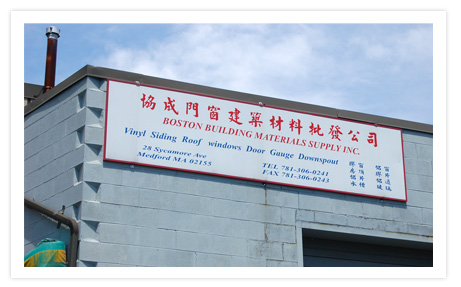 協成門窗建築材料批發公司
BOSTON BUILDING MATERIALS SUPPLY INC.
Vinyl Siding Roof windows Door Gauge Downspout
28 Sycamore Ave
Medford MA 02155
TEL 781-306-0241
FAX 781-306-0243